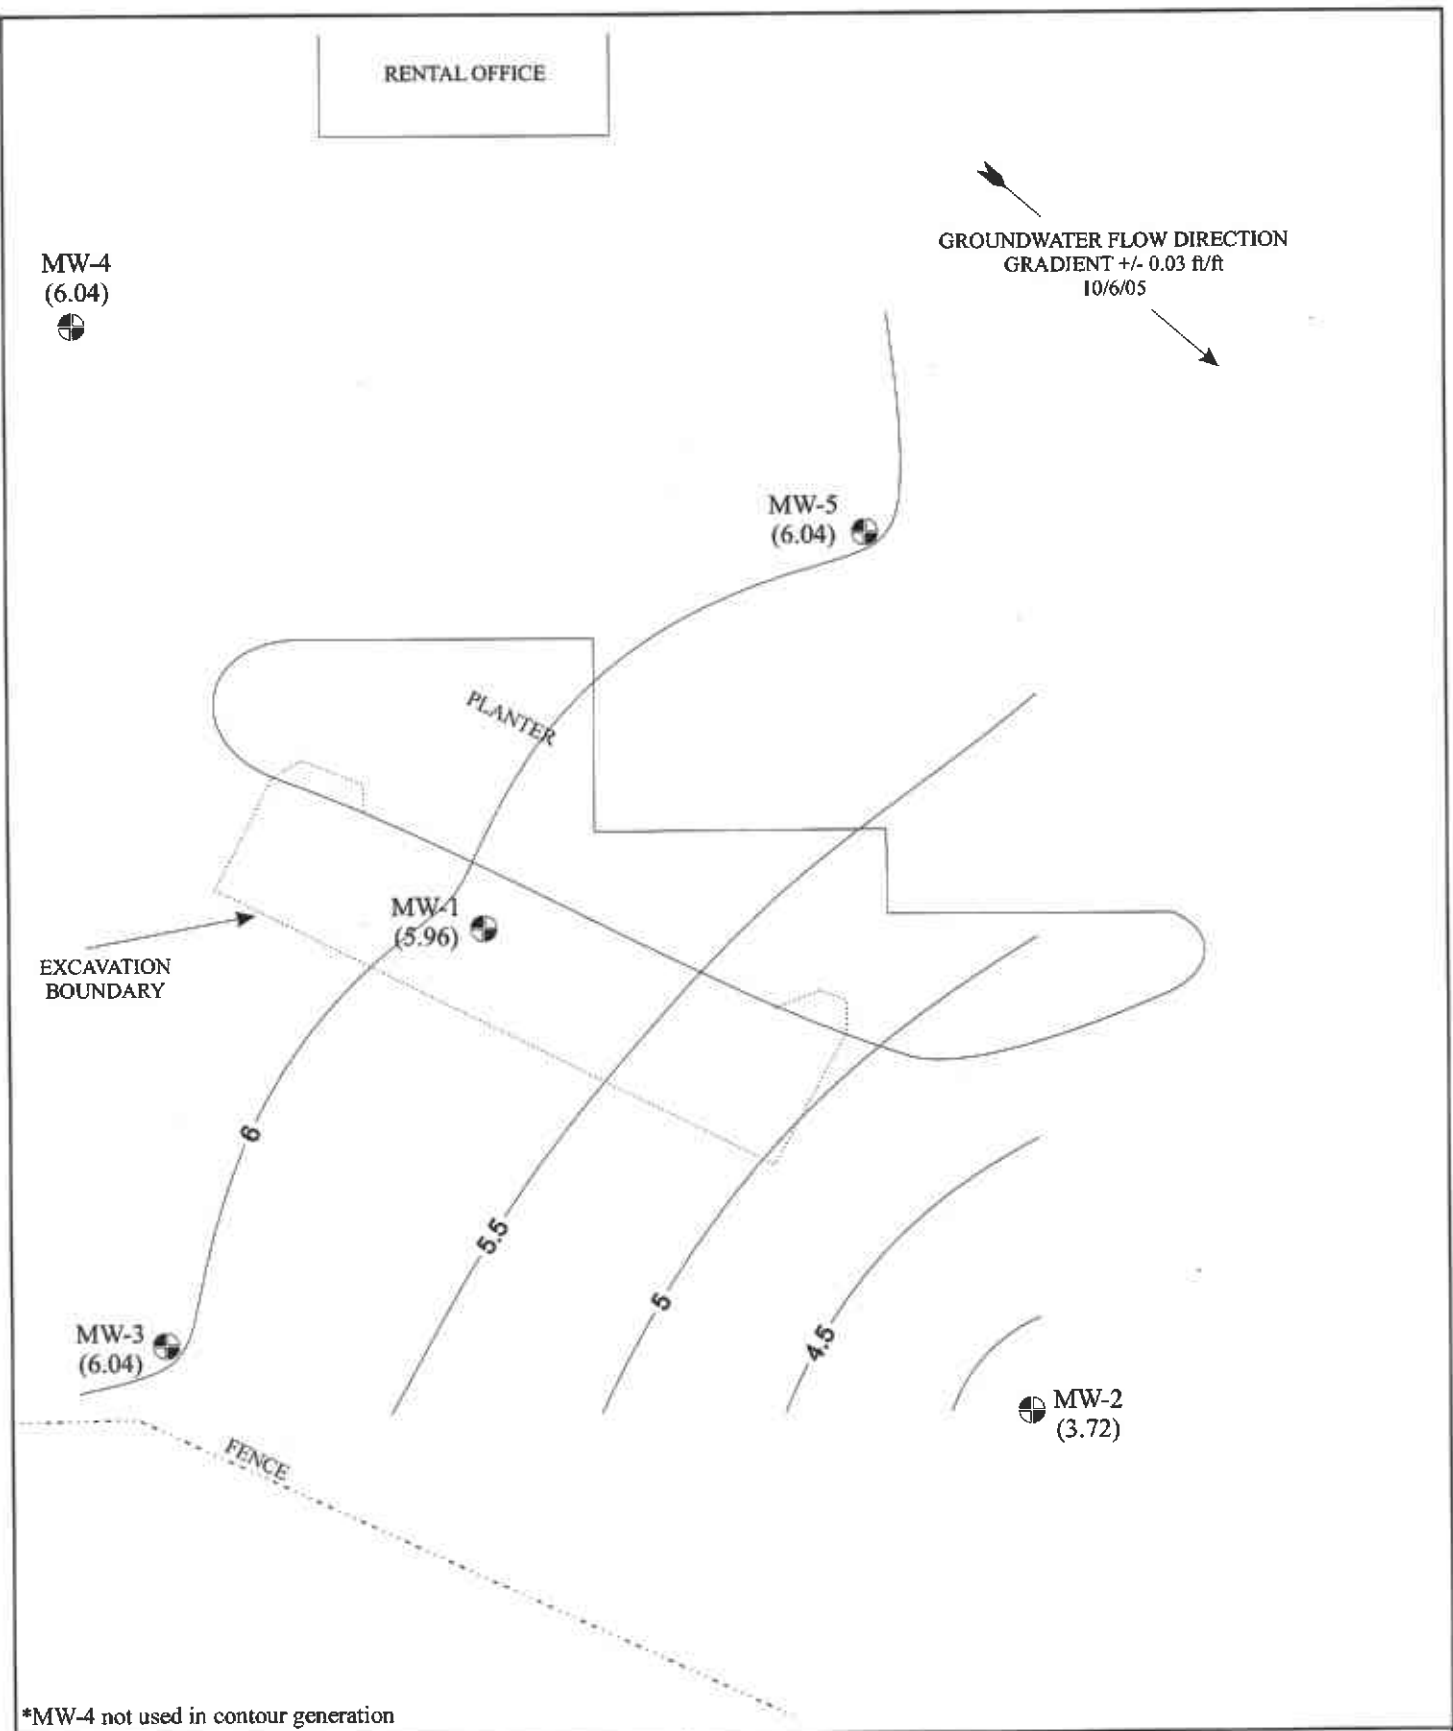 RENTAL OFFICE
GROUNDWATER FLOW DIRECTION
GRADIENT +/- 0.03 ft/ft
10/6/05
MW-4
(6.04)
MW-5
(6.04)
PLANTER
MW-1
(5.96)
EXCAVATION
BOUNDARY
6
5.5
5
4.5
MW-3
(6.04)
MW-2
(3.72)
FENCE
*MW-4 not used in contour generation